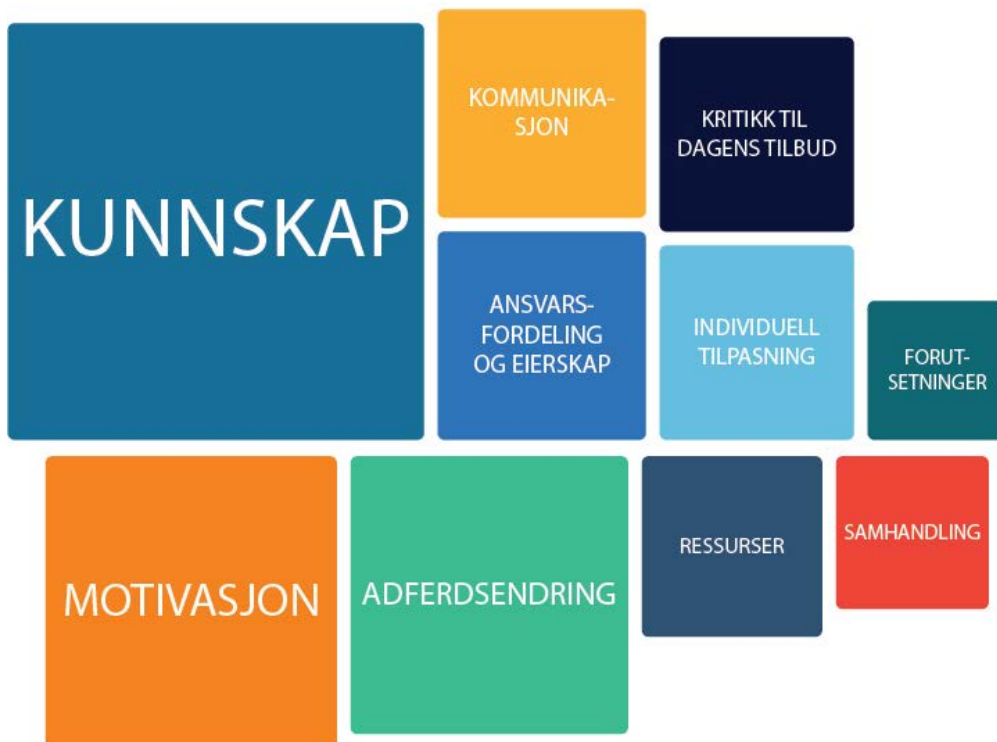 KUNNSKAP
KOMMUNIKA-
SJON
KRITIKK TIL
DAGENS TILBUD
ANSVARS-
FORDELING
OG EIERSKAP
INDIVIDUELL
TILPASNING
FORUT-
SETNINGER
MOTIVASJON
ADFERDSENDRING
RESSURSER
SAMHANDLING